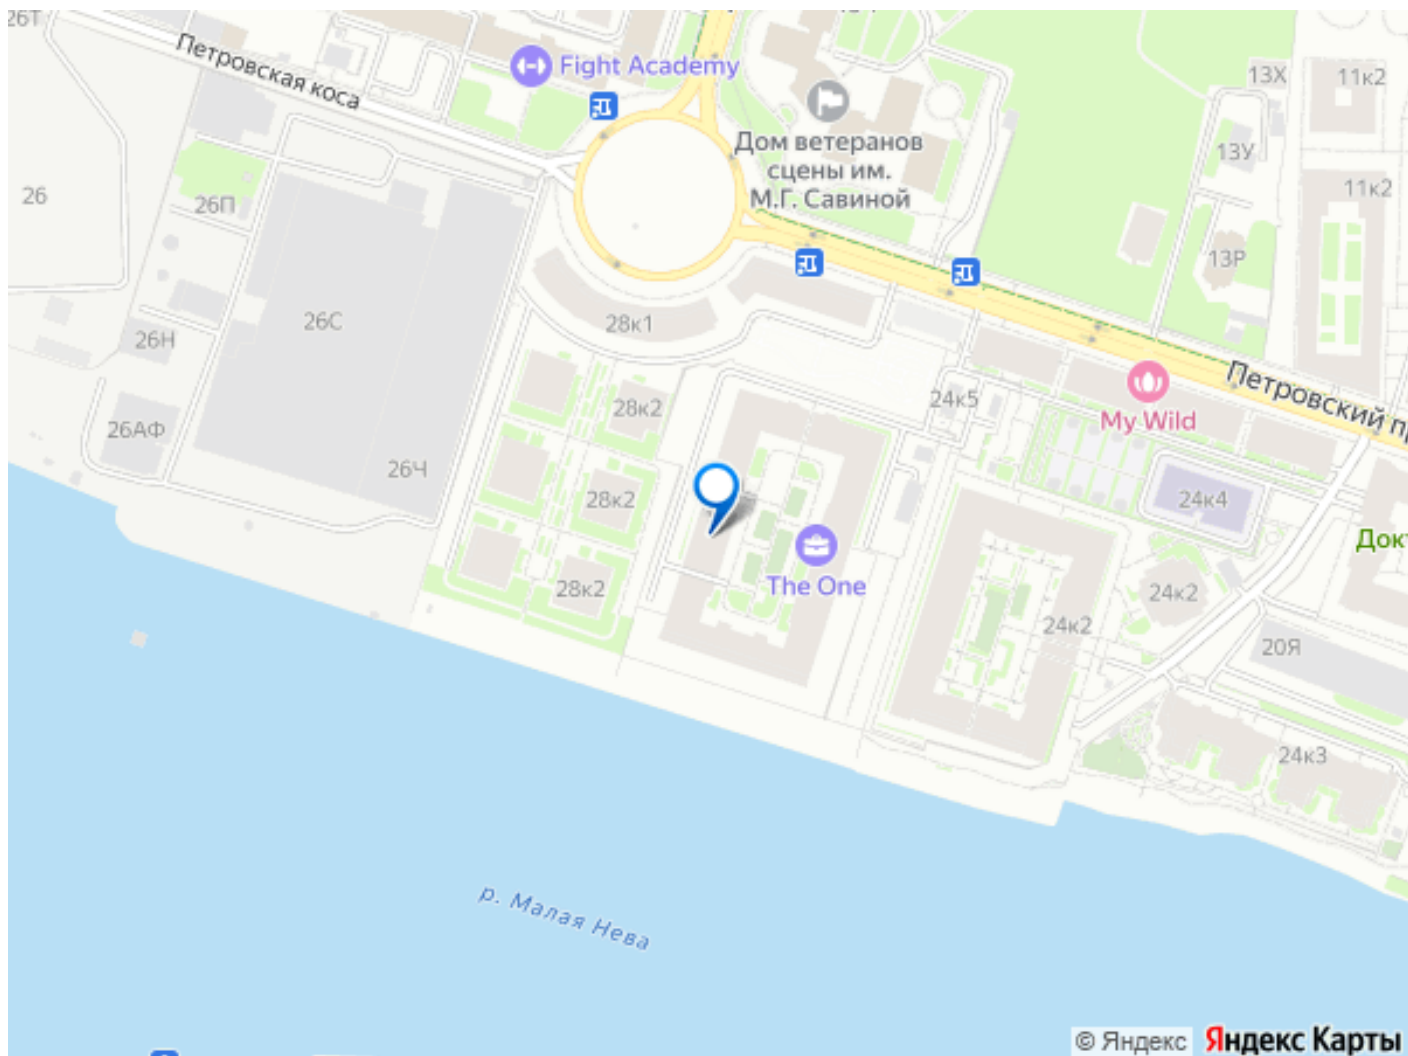 26Т
Петровская коса
Fight Academy
Дом ветеранов
сцены им.
М.Г. Савиной
13Х
11к2
13У
11к2
13Р
26
26П
26С
26Н
28к1
28к2
24к5
Петровский п
My Wild
26АФ
26Ч
28к2
24к4
Док
The One
28к2
24к2
24к2
20Я
24к3
р. Малая Нева
© Яндекс Яндекс Карты